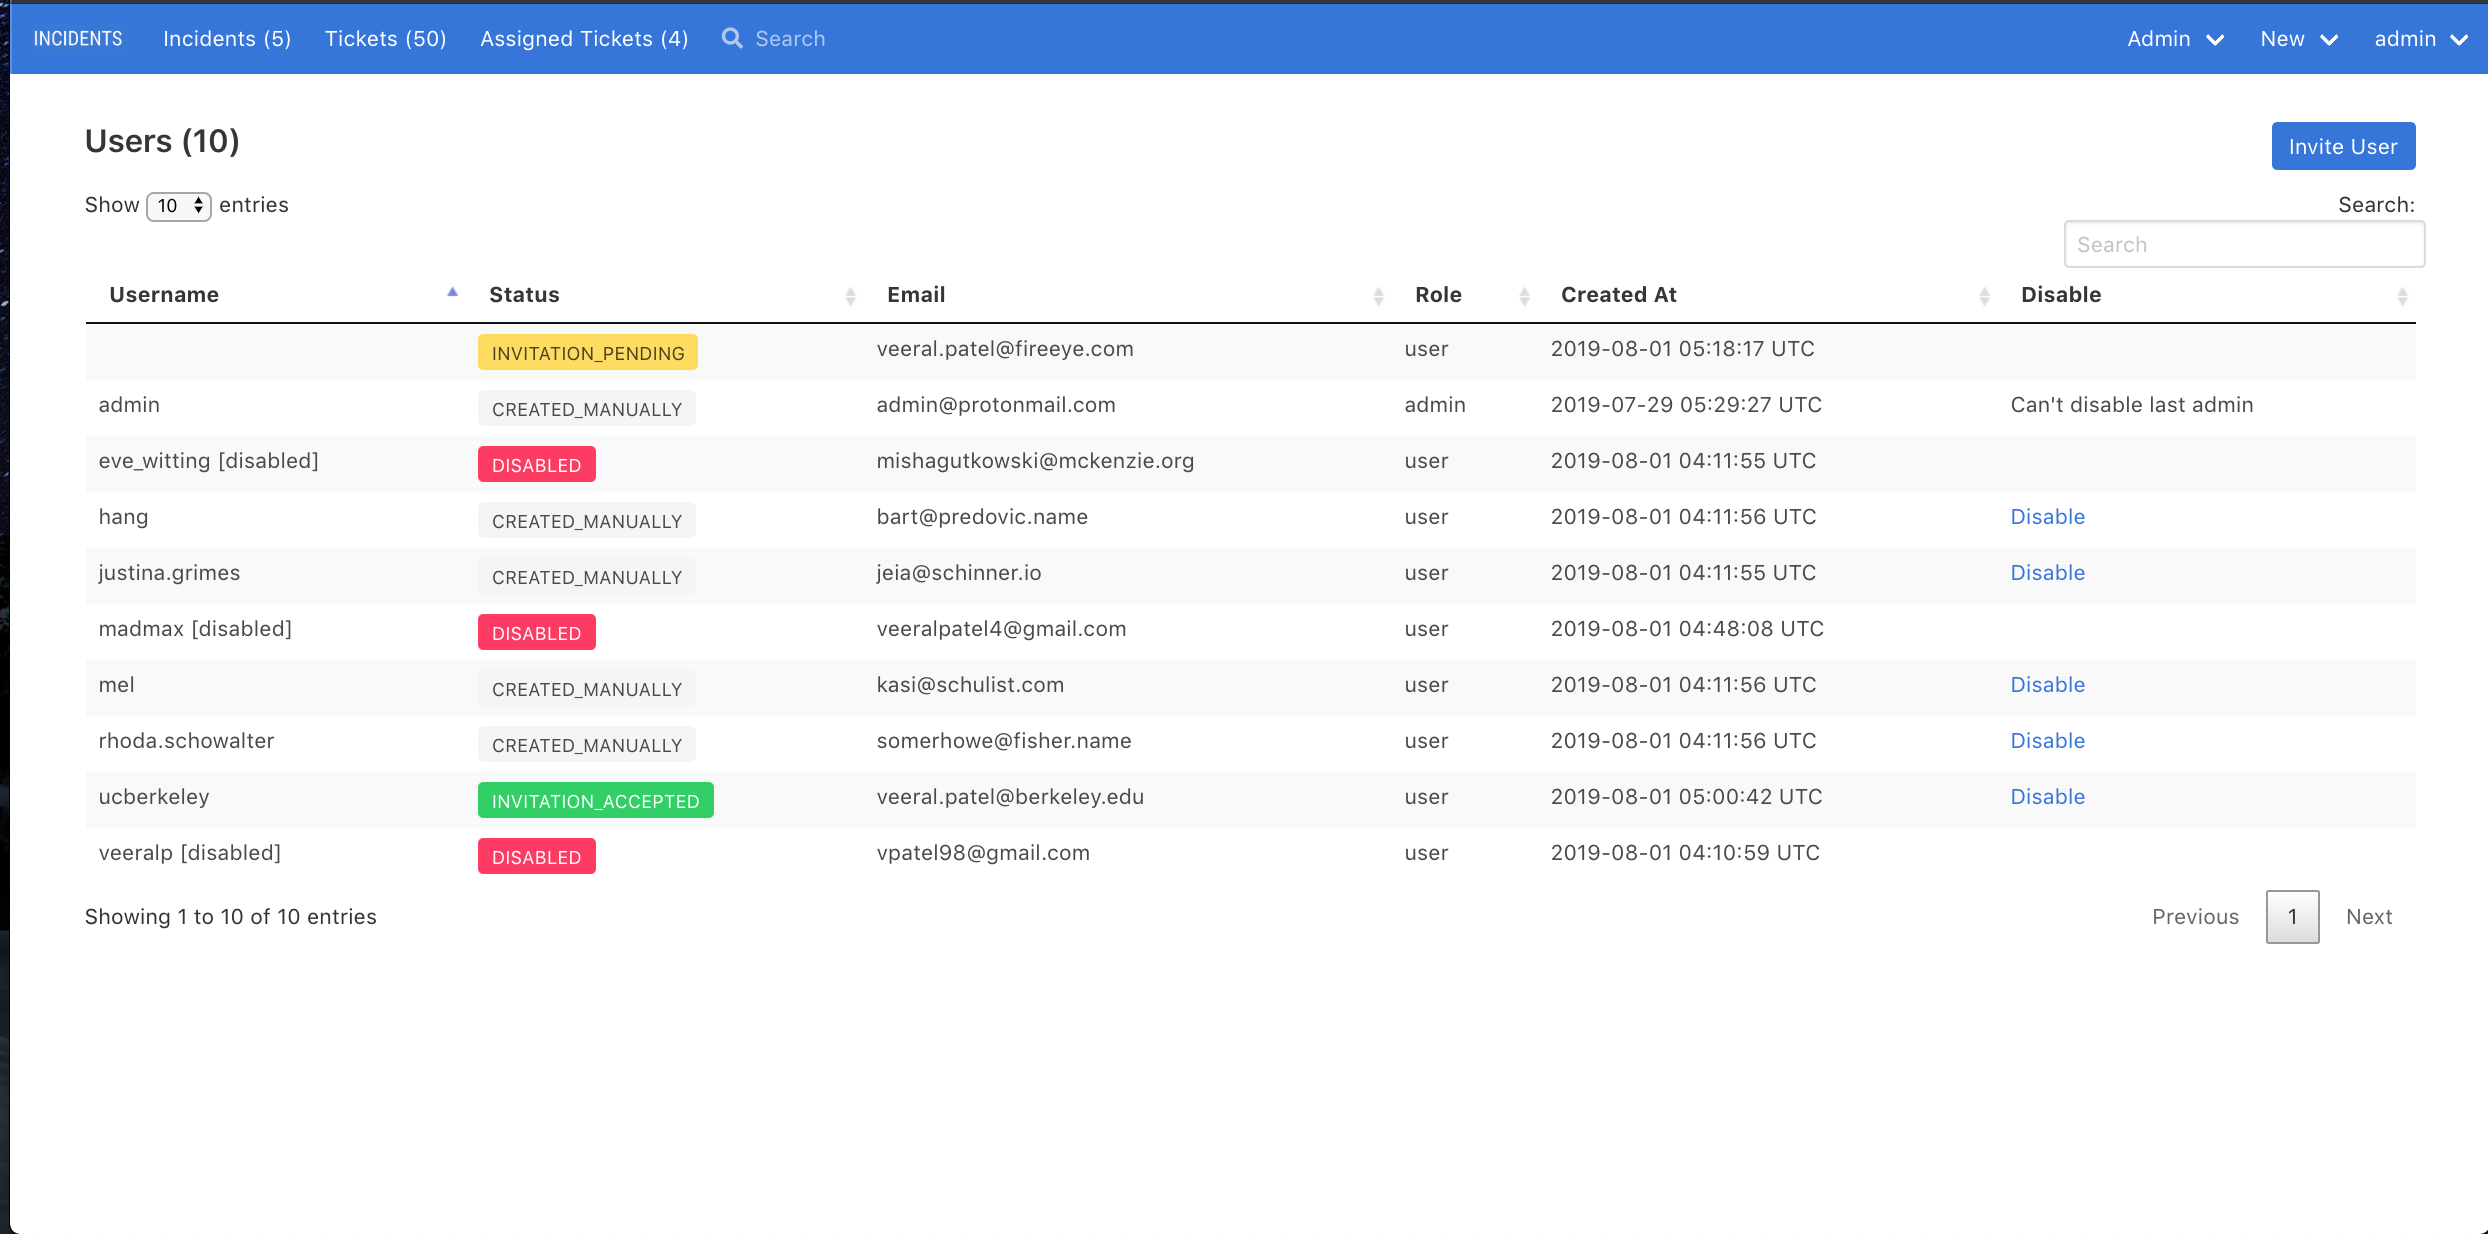 INCIDENTS Incidents (5) Tickets (50) Assigned Tickets (4) Search Admin New admin
Users (10) Invite User
Show 10 entries Search:
Search
Username Status Email Role Created At Disable
INVITATION_PENDING veeral.patel@fireeye.com user 2019-08-01 05:18:17 UTC
admin CREATED_MANUALLY admin@protonmail.com admin 2019-07-29 05:29:27 UTC Can't disable last admin
eve_witting [disabled] DISABLED mishagutkowski@mckenzie.org user 2019-08-01 04:11:55 UTC
hang CREATED_MANUALLY bart@predovic.name user 2019-08-01 04:11:56 UTC Disable
justina.grimes CREATED_MANUALLY jeia@schinner.io user 2019-08-01 04:11:55 UTC Disable
madmax [disabled] DISABLED veeralpatel4@gmail.com user 2019-08-01 04:48:08 UTC
mel CREATED_MANUALLY kasi@schulist.com user 2019-08-01 04:11:56 UTC Disable
rhoda.schowalter CREATED_MANUALLY somerhowe@fisher.name user 2019-08-01 04:11:56 UTC Disable
ucberkeley INVITATION_ACCEPTED veeral.patel@berkeley.edu user 2019-08-01 05:00:42 UTC Disable
veeralp [disabled] DISABLED vpatel98@gmail.com user 2019-08-01 04:10:59 UTC
Showing 1 to 10 of 10 entries Previous 1 Next